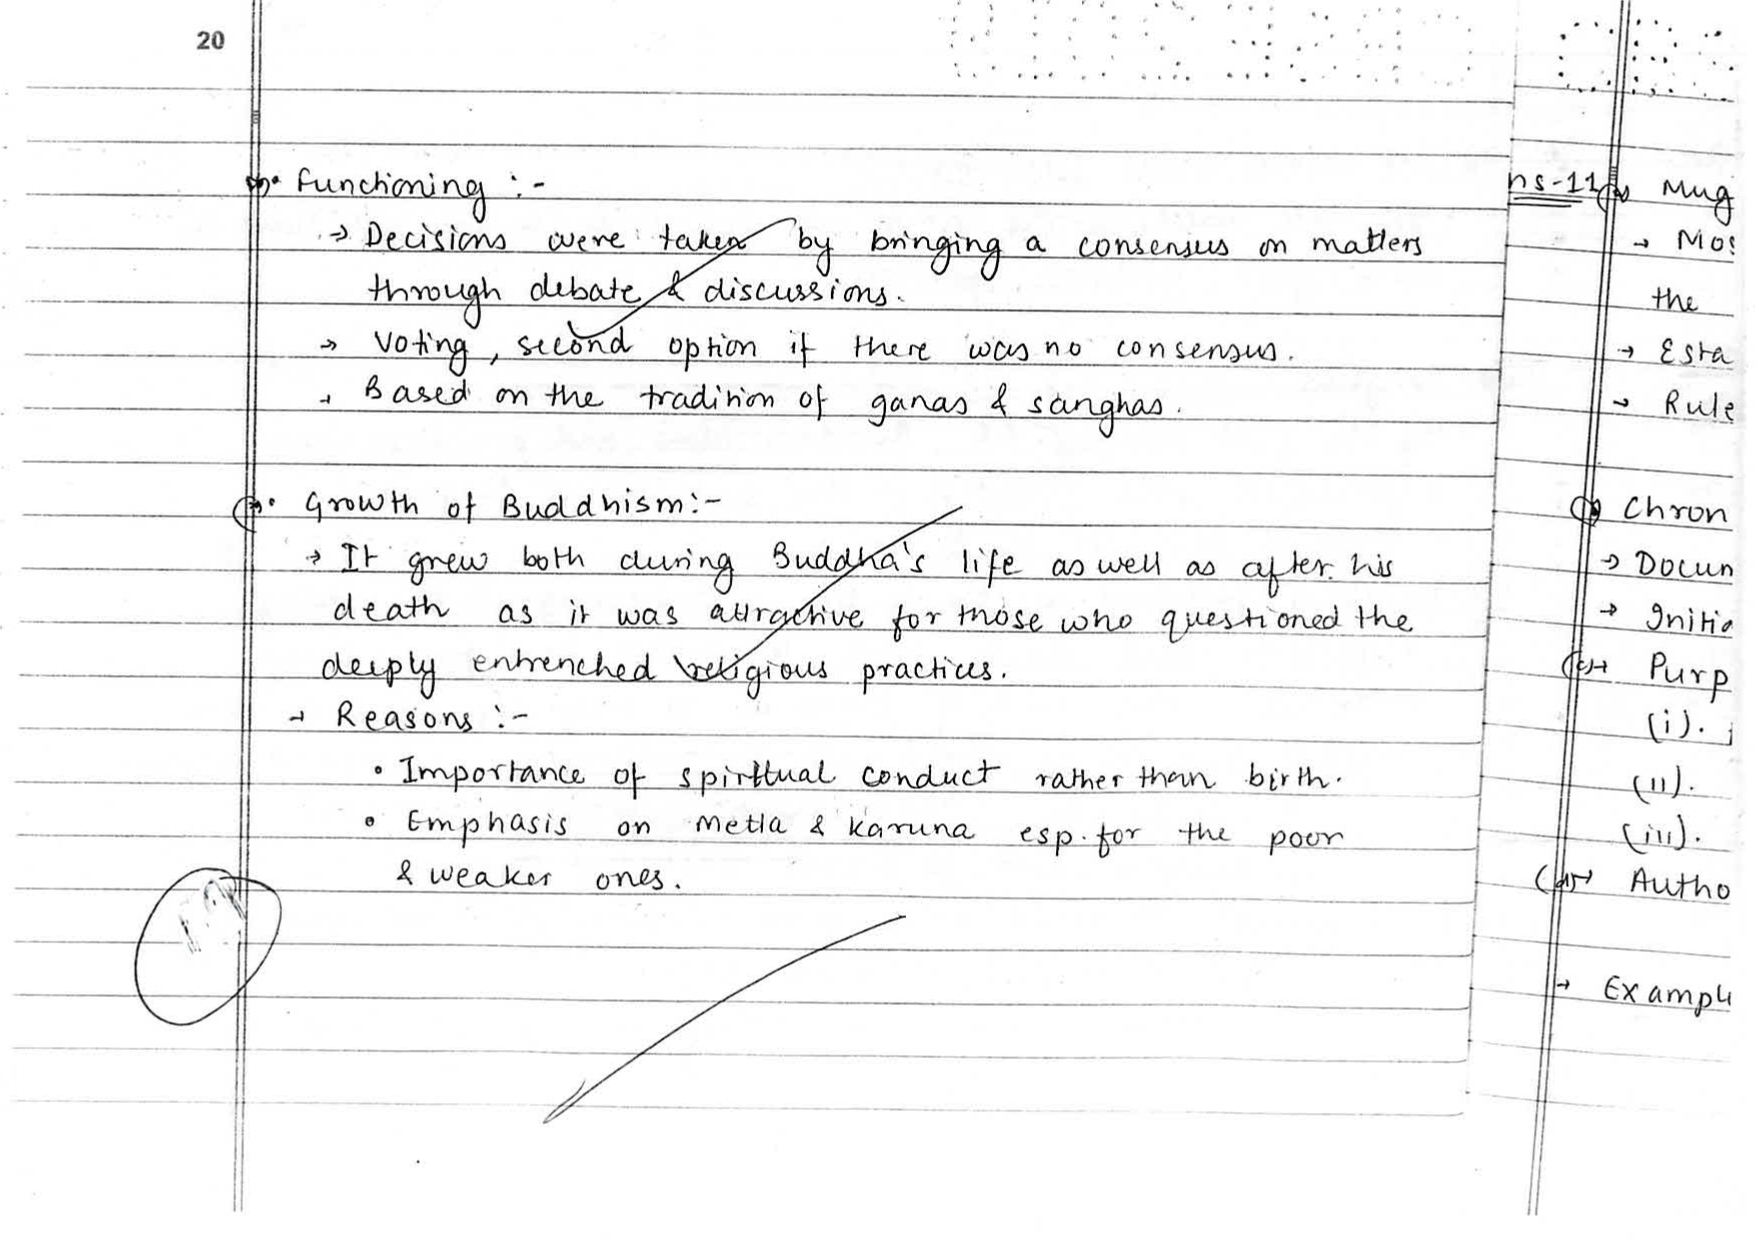 20
• Functioning :-
→ Decisions were taken by bringing a consensus on matters
through debate & discussions.
→ Voting, second option if there was no consensus.
→ Based on the tradition of ganas & sanghas.
• Growth of Buddhism:-
→ It grew both during Buddha's life as well as after his
death as it was attractive for those who questioned the
deeply entrenched religious practices.
→ Reasons :-
• Importance of spiritual conduct rather than birth.
• Emphasis on metta & karuna esp. for the poor
& weaker ones.
ns-11
Mug
→ Mos
the
→ Esta
→ Rule
Chron
→ Docum
→ Initia
→ Purp
(i).
(ii).
(iii).
→ Autho
→ Example